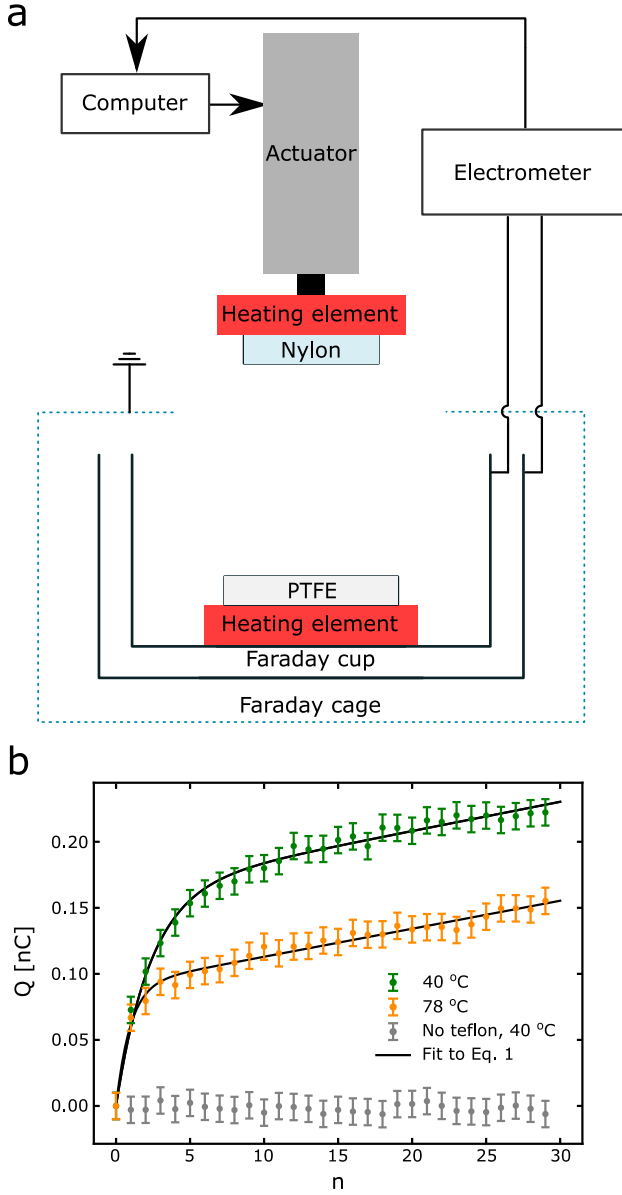 a
Computer
Actuator
Electrometer
Heating element
Nylon
PTFE
Heating element
Faraday cup
Faraday cage
b
Q [nC]
0.20
0.15
0.10
0.05
0.00
40 °C
78 °C
No teflon, 40 °C
Fit to Eq. 1
0 5 10 15 20 25 30
n